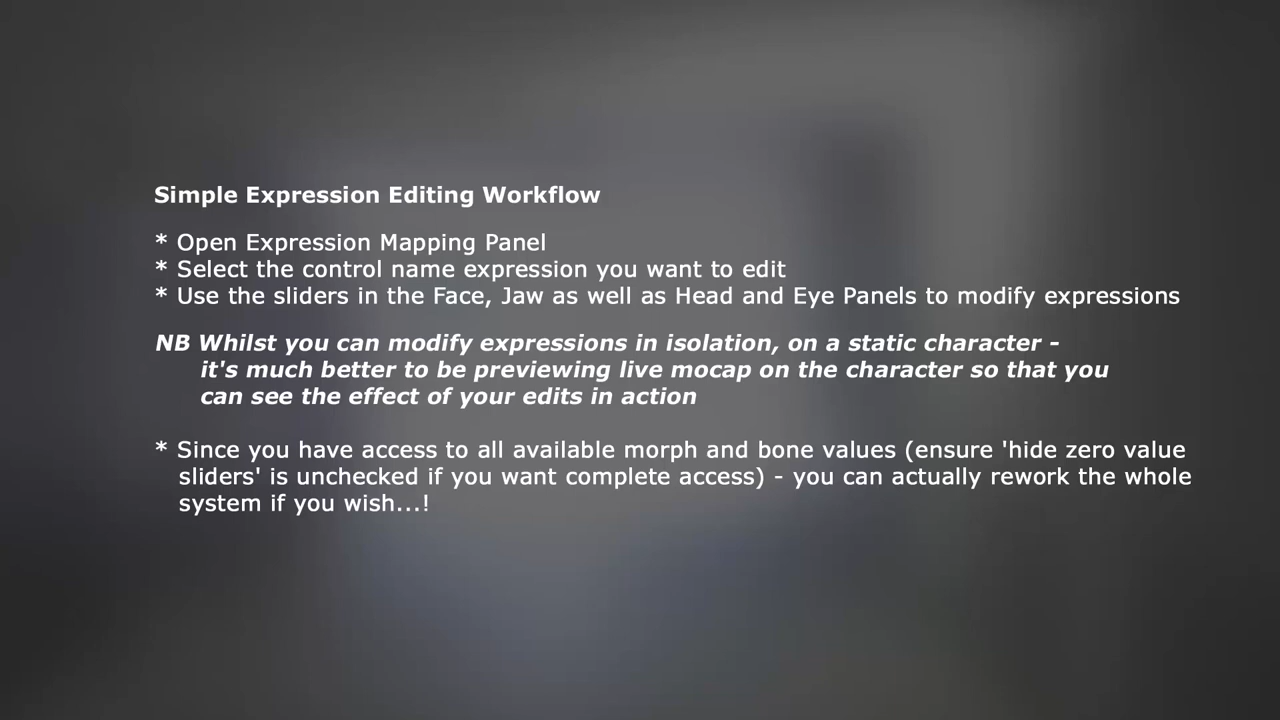 Simple Expression Editing Workflow
* Open Expression Mapping Panel
* Select the control name expression you want to edit
* Use the sliders in the Face, Jaw as well as Head and Eye Panels to modify expressions
NB Whilst you can modify expressions in isolation, on a static character -
it's much better to be previewing live mocap on the character so that you
can see the effect of your edits in action
* Since you have access to all available morph and bone values (ensure 'hide zero value
sliders' is unchecked if you want complete access) - you can actually rework the whole
system if you wish...!